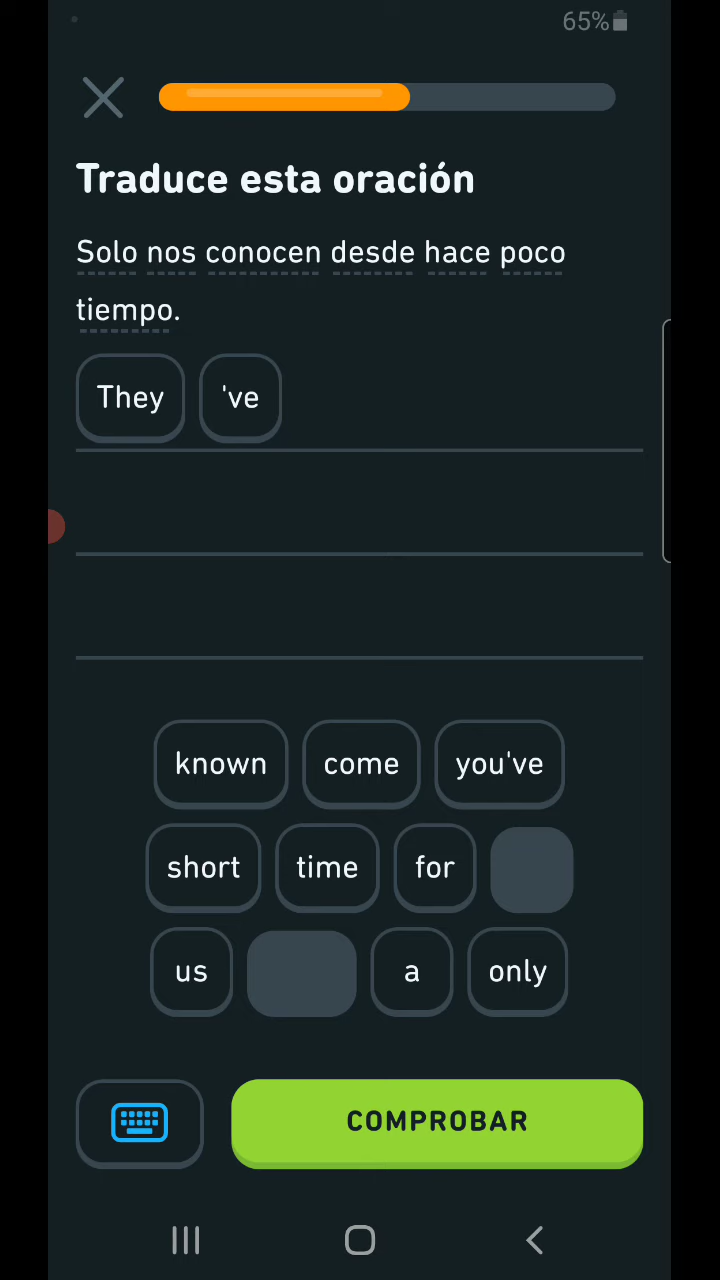 65%
Traduce esta oración
Solo nos conocen desde hace poco
tiempo.
They 've
known come you've
short time for
us a only
COMPROBAR